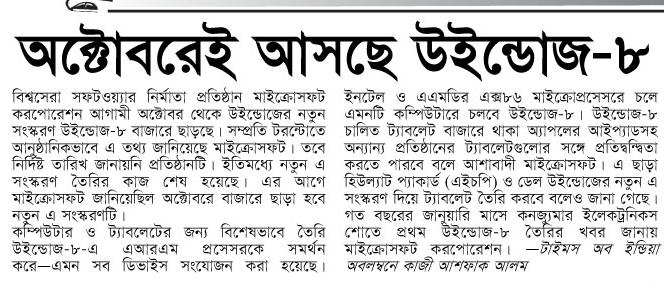 অক্টোবরেই আসছে উইন্ডোজ-৮
বিশ্বসেরা সফটওয়্যার নির্মাতা প্রতিষ্ঠান মাইক্রোসফট
করপোরেশন আগামী অক্টোবর থেকে উইন্ডোজের নতুন
সংস্করণ উইন্ডোজ-৮ বাজারে ছাড়ছে। সম্প্রতি টরন্টোতে
আনুষ্ঠানিকভাবে এ তথ্য জানিয়েছে মাইক্রোসফট। তবে
নির্দিষ্ট তারিখ জানায়নি প্রতিষ্ঠানটি। ইতিমধ্যে নতুন এ
সংস্করণ তৈরির কাজ শেষ হয়েছে। এর আগে
মাইক্রোসফট জানিয়েছিল অক্টোবরে বাজারে ছাড়া হবে
নতুন এ সংস্করণটি।
কম্পিউটার ও ট্যাবলেটের জন্য বিশেষভাবে তৈরি
উইন্ডোজ-৮-এ এআরএম প্রসেসরকে সমর্থন
করে—এমন সব ডিভাইস সংযোজন করা হয়েছে।
ইনটেল ও এএমডির এক্স৮৬ মাইক্রোপ্রসেসরে চলে
এমনটি কম্পিউটারে চলবে উইন্ডোজ-৮। উইন্ডোজ-৮
চালিত ট্যাবলেট বাজারে থাকা অ্যাপলের আইপ্যাডসহ
অন্যান্য প্রতিষ্ঠানের ট্যাবলেটগুলোর সঙ্গে প্রতিদ্বন্দ্বিতা
করতে পারবে বলে আশাবাদী মাইক্রোসফট। এ ছাড়া
হিউল্যাট প্যাকার্ড (এইচপি) ও ডেল উইন্ডোজের নতুন এ
সংস্করণ দিয়ে ট্যাবলেট তৈরি করবে বলেও জানা গেছে।
গত বছরের জানুয়ারি মাসে কনজ্যুমার ইলেকট্রনিকস
শোতে প্রথম উইন্ডোজ-৮ তৈরির খবর জানায়
মাইক্রোসফট করপোরেশন। —টাইমস অব ইন্ডিয়া
অবলম্বনে কাজী আশফাক আলম